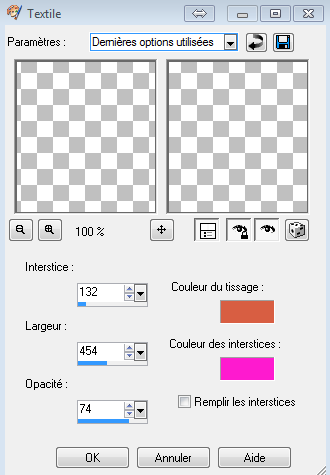 Textile
Paramètres : Dernières options utilisées
100 %
Interstice :
132
Couleur du tissage :
Largeur :
454
Couleur des interstices :
Opacité :
74
Remplir les interstices
OK Annuler Aide